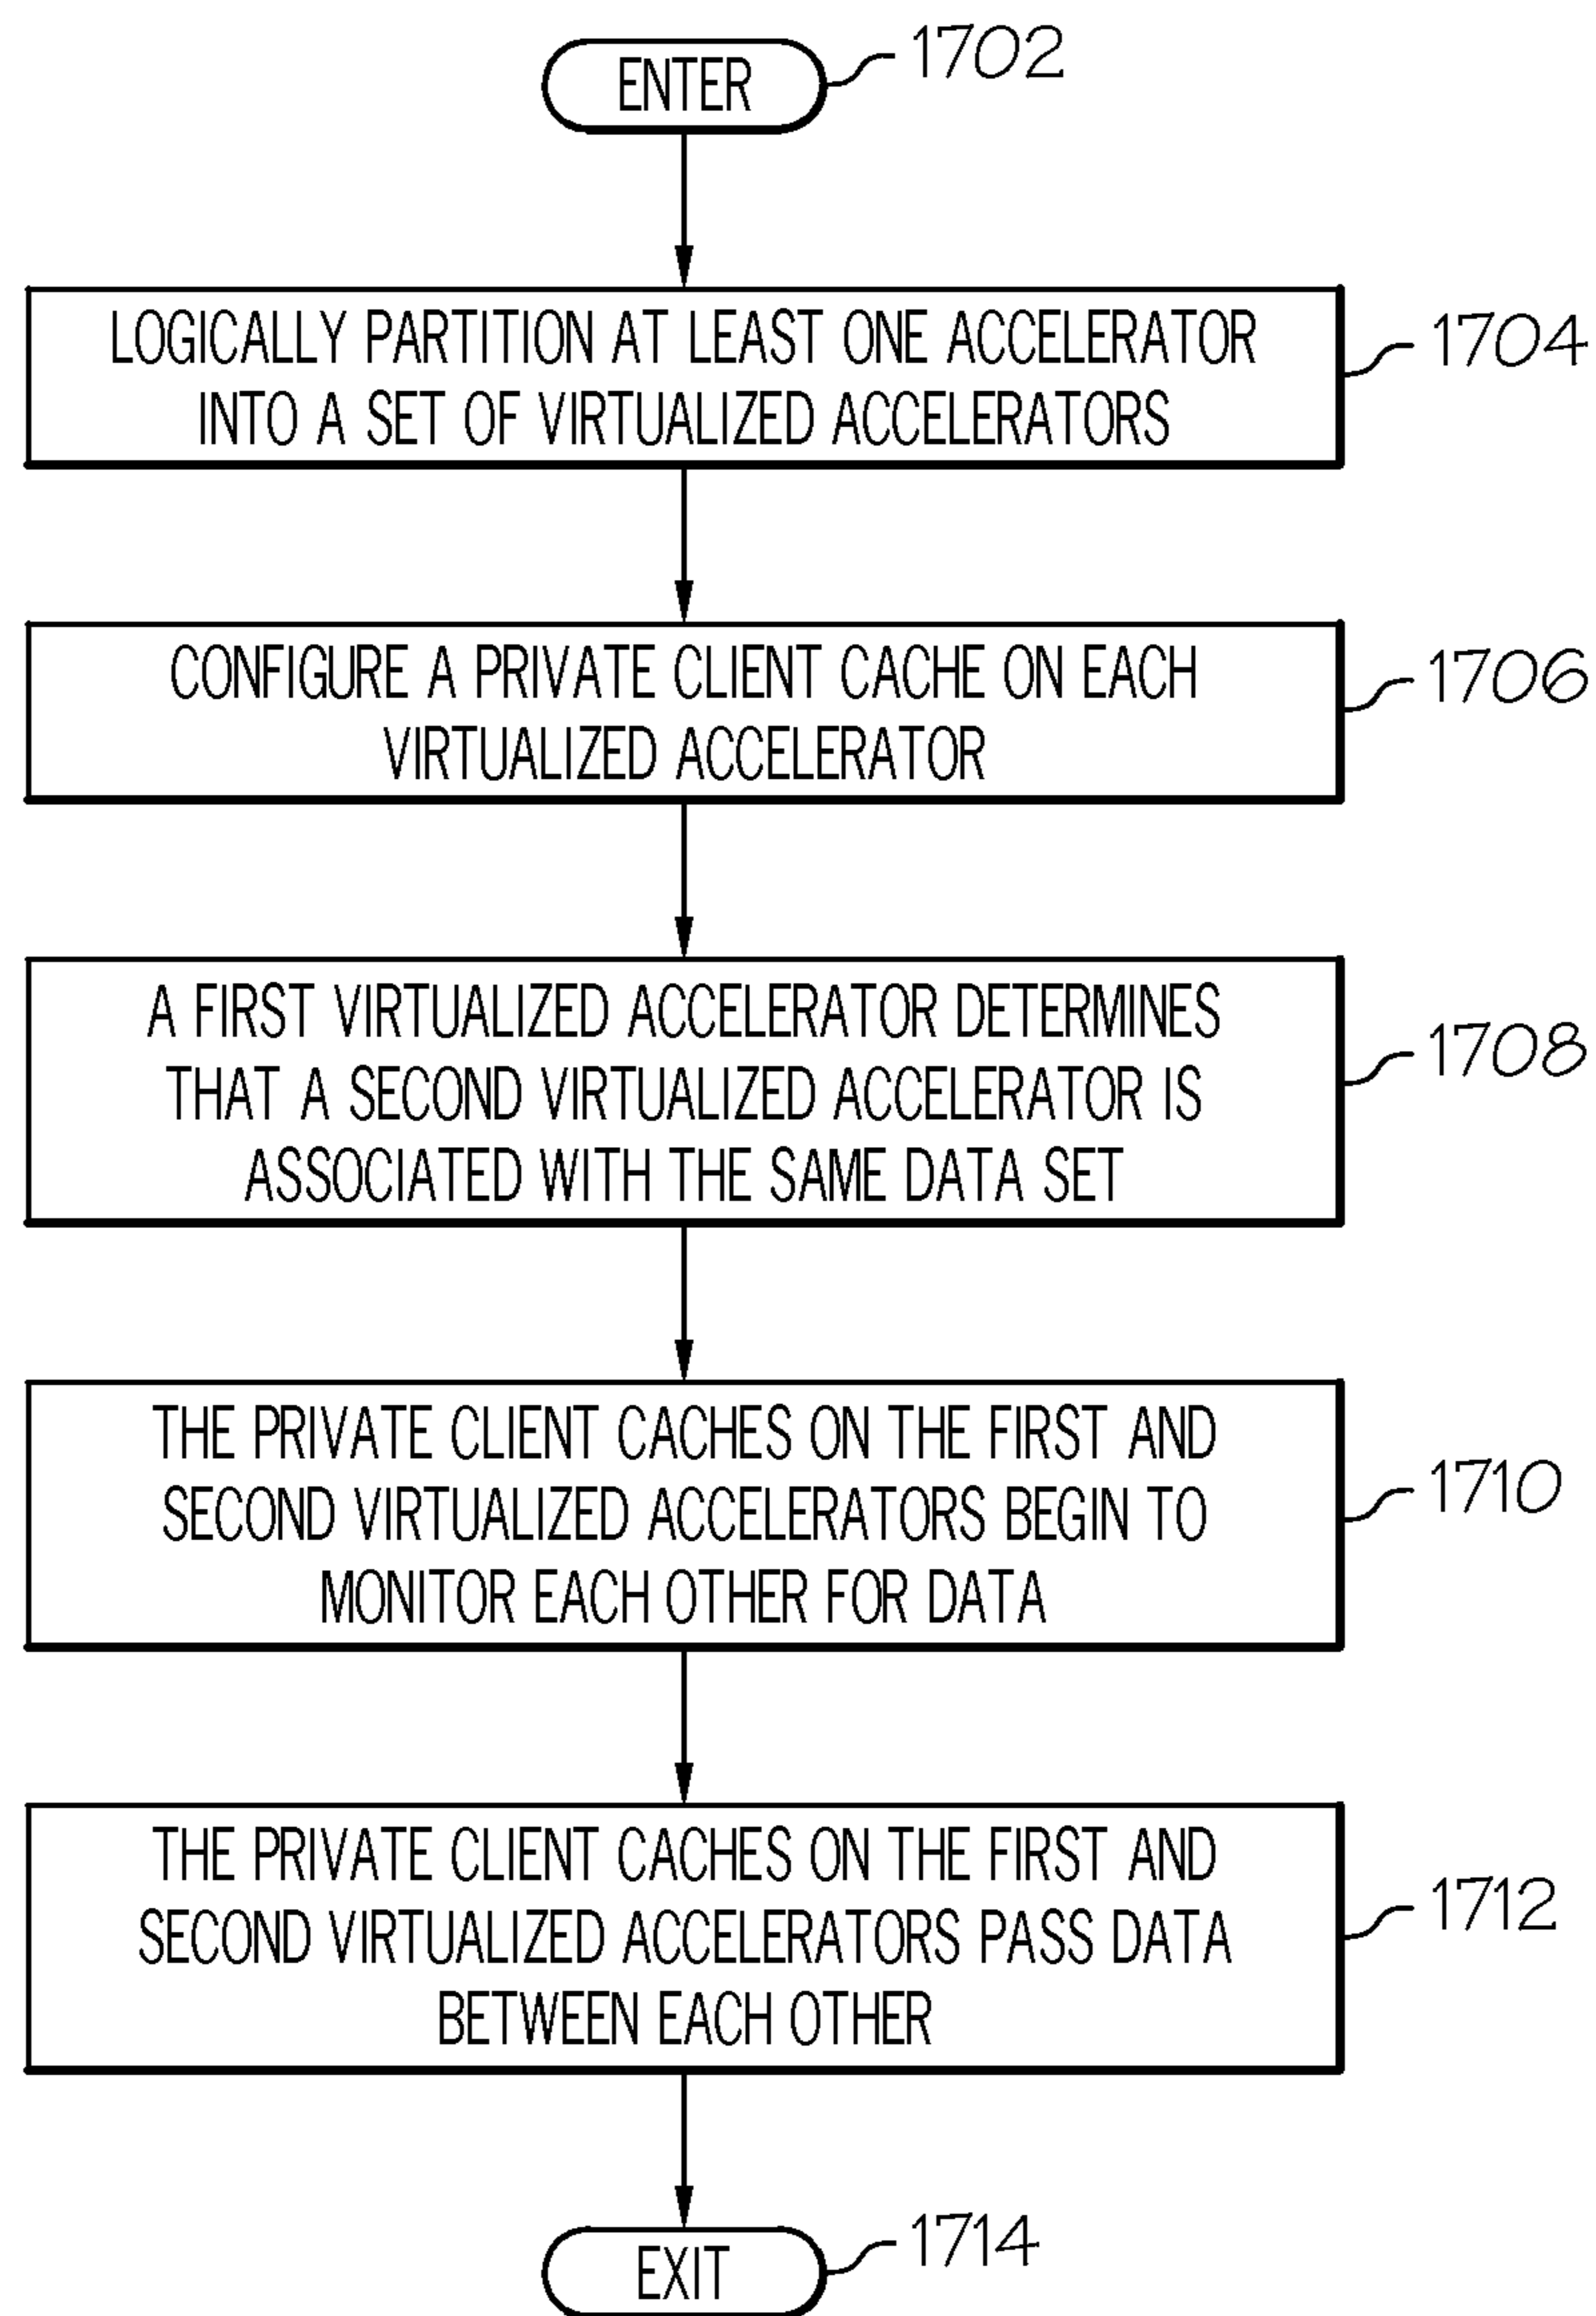 ENTER
1702
LOGICALLY PARTITION AT LEAST ONE ACCELERATOR
INTO A SET OF VIRTUALIZED ACCELERATORS
1704
CONFIGURE A PRIVATE CLIENT CACHE ON EACH
VIRTUALIZED ACCELERATOR
1706
A FIRST VIRTUALIZED ACCELERATOR DETERMINES
THAT A SECOND VIRTUALIZED ACCELERATOR IS
ASSOCIATED WITH THE SAME DATA SET
1708
THE PRIVATE CLIENT CACHES ON THE FIRST AND
SECOND VIRTUALIZED ACCELERATORS BEGIN TO
MONITOR EACH OTHER FOR DATA
1710
THE PRIVATE CLIENT CACHES ON THE FIRST AND
SECOND VIRTUALIZED ACCELERATORS PASS DATA
BETWEEN EACH OTHER
1712
EXIT
1714